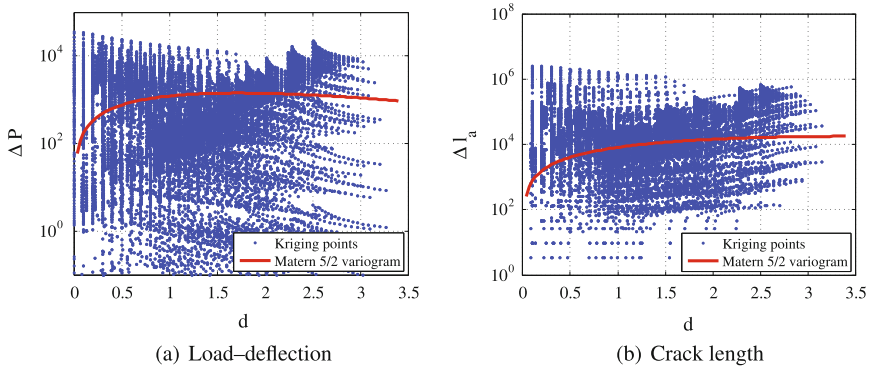 10^4
10^2
10^0
Δ P
Kriging points
Matern 5/2 variogram
0 0.5 1 1.5 2 2.5 3 3.5
d
(a) Load–deflection
10^8
10^6
10^4
10^2
10^0
Δ l_a
Kriging points
Matern 5/2 variogram
0 0.5 1 1.5 2 2.5 3 3.5
d
(b) Crack length